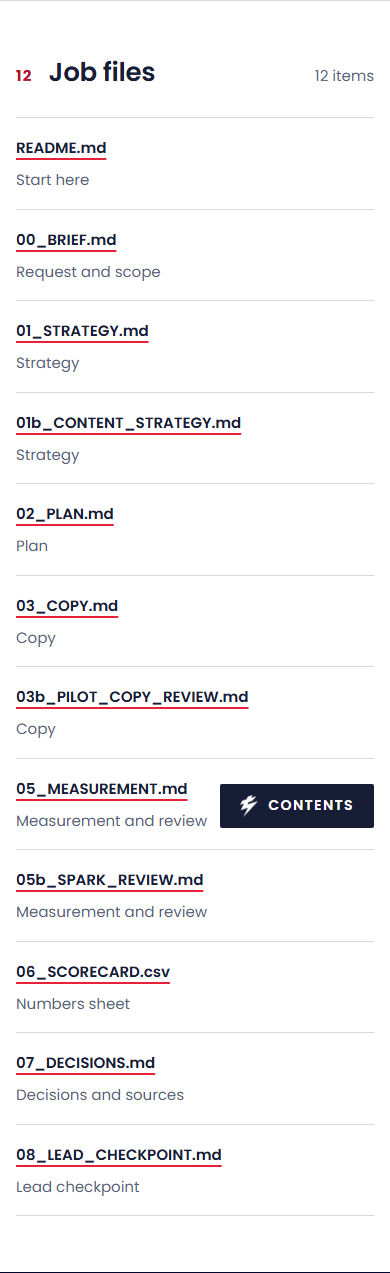 12 Job files 12 items
README.md
Start here
00_BRIEF.md
Request and scope
01_STRATEGY.md
Strategy
01b_CONTENT_STRATEGY.md
Strategy
02_PLAN.md
Plan
03_COPY.md
Copy
03b_PILOT_COPY_REVIEW.md
Copy
05_MEASUREMENT.md
Measurement and review
CONTENTS
05b_SPARK_REVIEW.md
Measurement and review
06_SCORECARD.csv
Numbers sheet
07_DECISIONS.md
Decisions and sources
08_LEAD_CHECKPOINT.md
Lead checkpoint